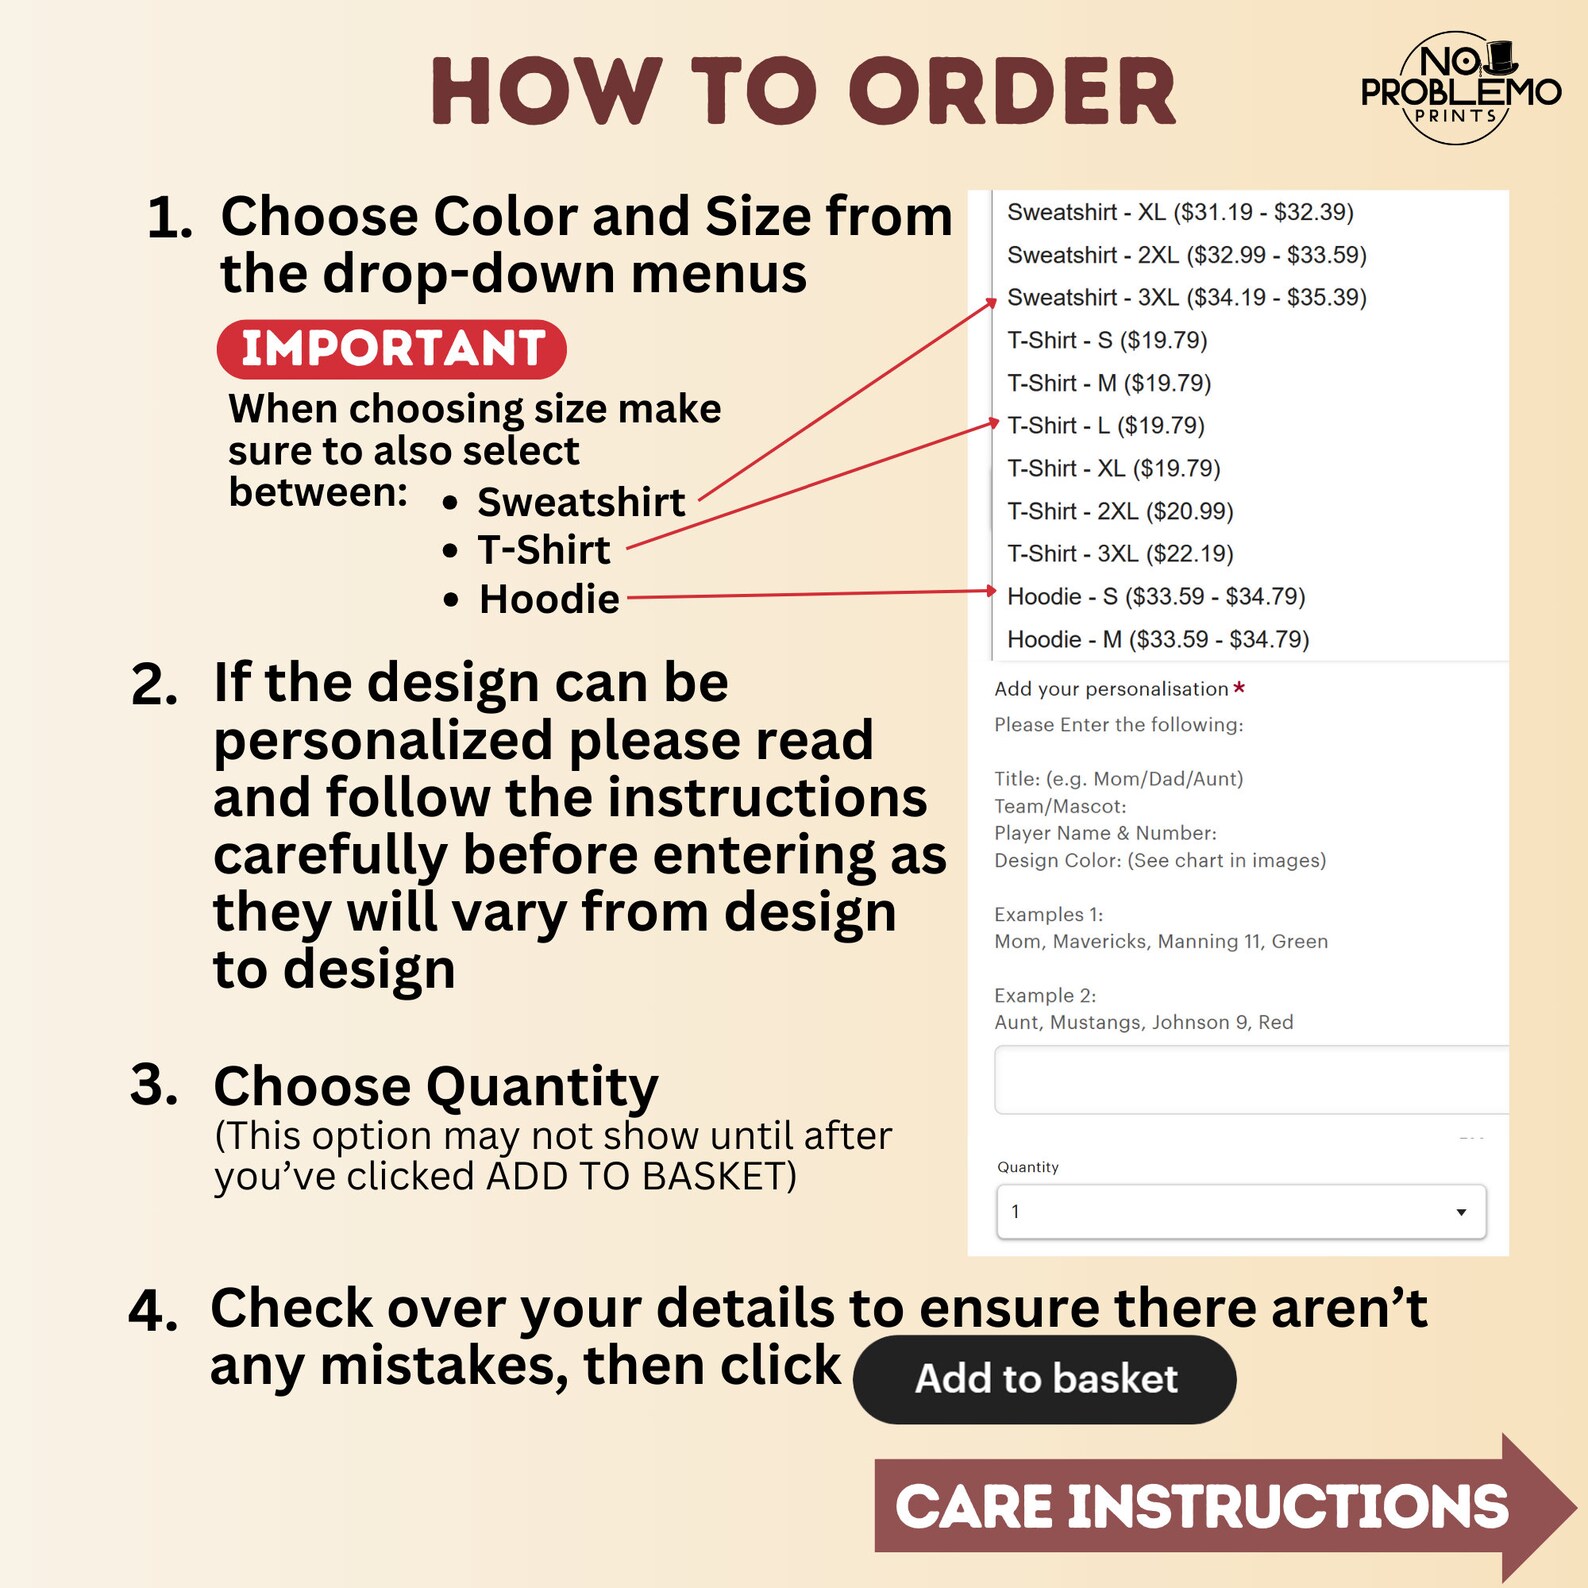 HOW TO ORDER
NO
PROBLEMO
PRINTS
1. Choose Color and Size from
the drop-down menus
IMPORTANT
When choosing size make
sure to also select
between:
• Sweatshirt
• T-Shirt
• Hoodie
Sweatshirt - XL ($31.19 - $32.39)
Sweatshirt - 2XL ($32.99 - $33.59)
Sweatshirt - 3XL ($34.19 - $35.39)
T-Shirt - S ($19.79)
T-Shirt - M ($19.79)
T-Shirt - L ($19.79)
T-Shirt - XL ($19.79)
T-Shirt - 2XL ($20.99)
T-Shirt - 3XL ($22.19)
Hoodie - S ($33.59 - $34.79)
Hoodie - M ($33.59 - $34.79)
2. If the design can be
personalized please read
and follow the instructions
carefully before entering as
they will vary from design
to design
Add your personalisation *
Please Enter the following:
Title: (e.g. Mom/Dad/Aunt)
Team/Mascot:
Player Name & Number:
Design Color: (See chart in images)
Examples 1:
Mom, Mavericks, Manning 11, Green
Example 2:
Aunt, Mustangs, Johnson 9, Red
3. Choose Quantity
(This option may not show until after
you've clicked ADD TO BASKET)
Quantity
1
4. Check over your details to ensure there aren't
any mistakes, then click
Add to basket
CARE INSTRUCTIONS